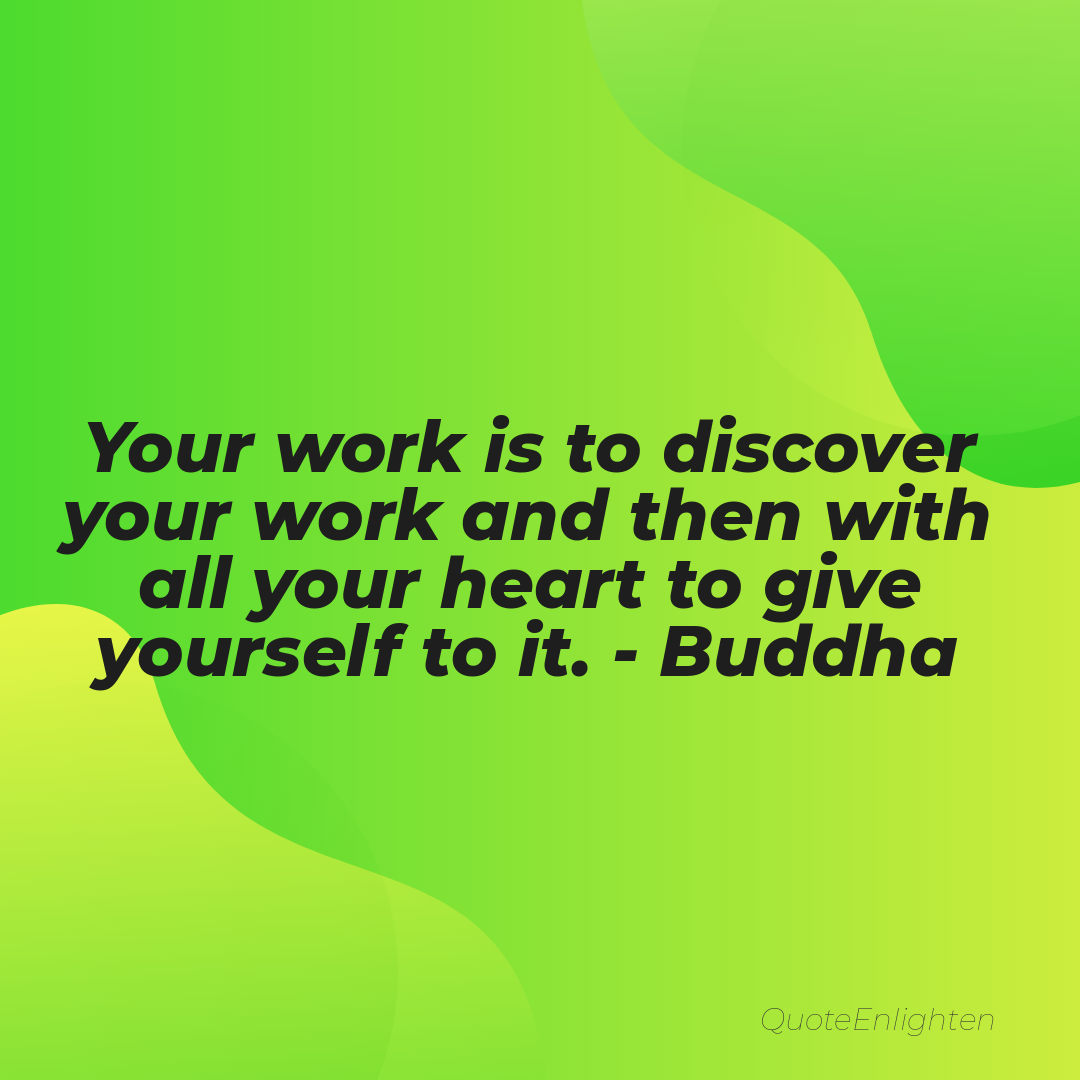 Your work is to discover
your work and then with
all your heart to give
yourself to it. - Buddha
QuoteEnlighten